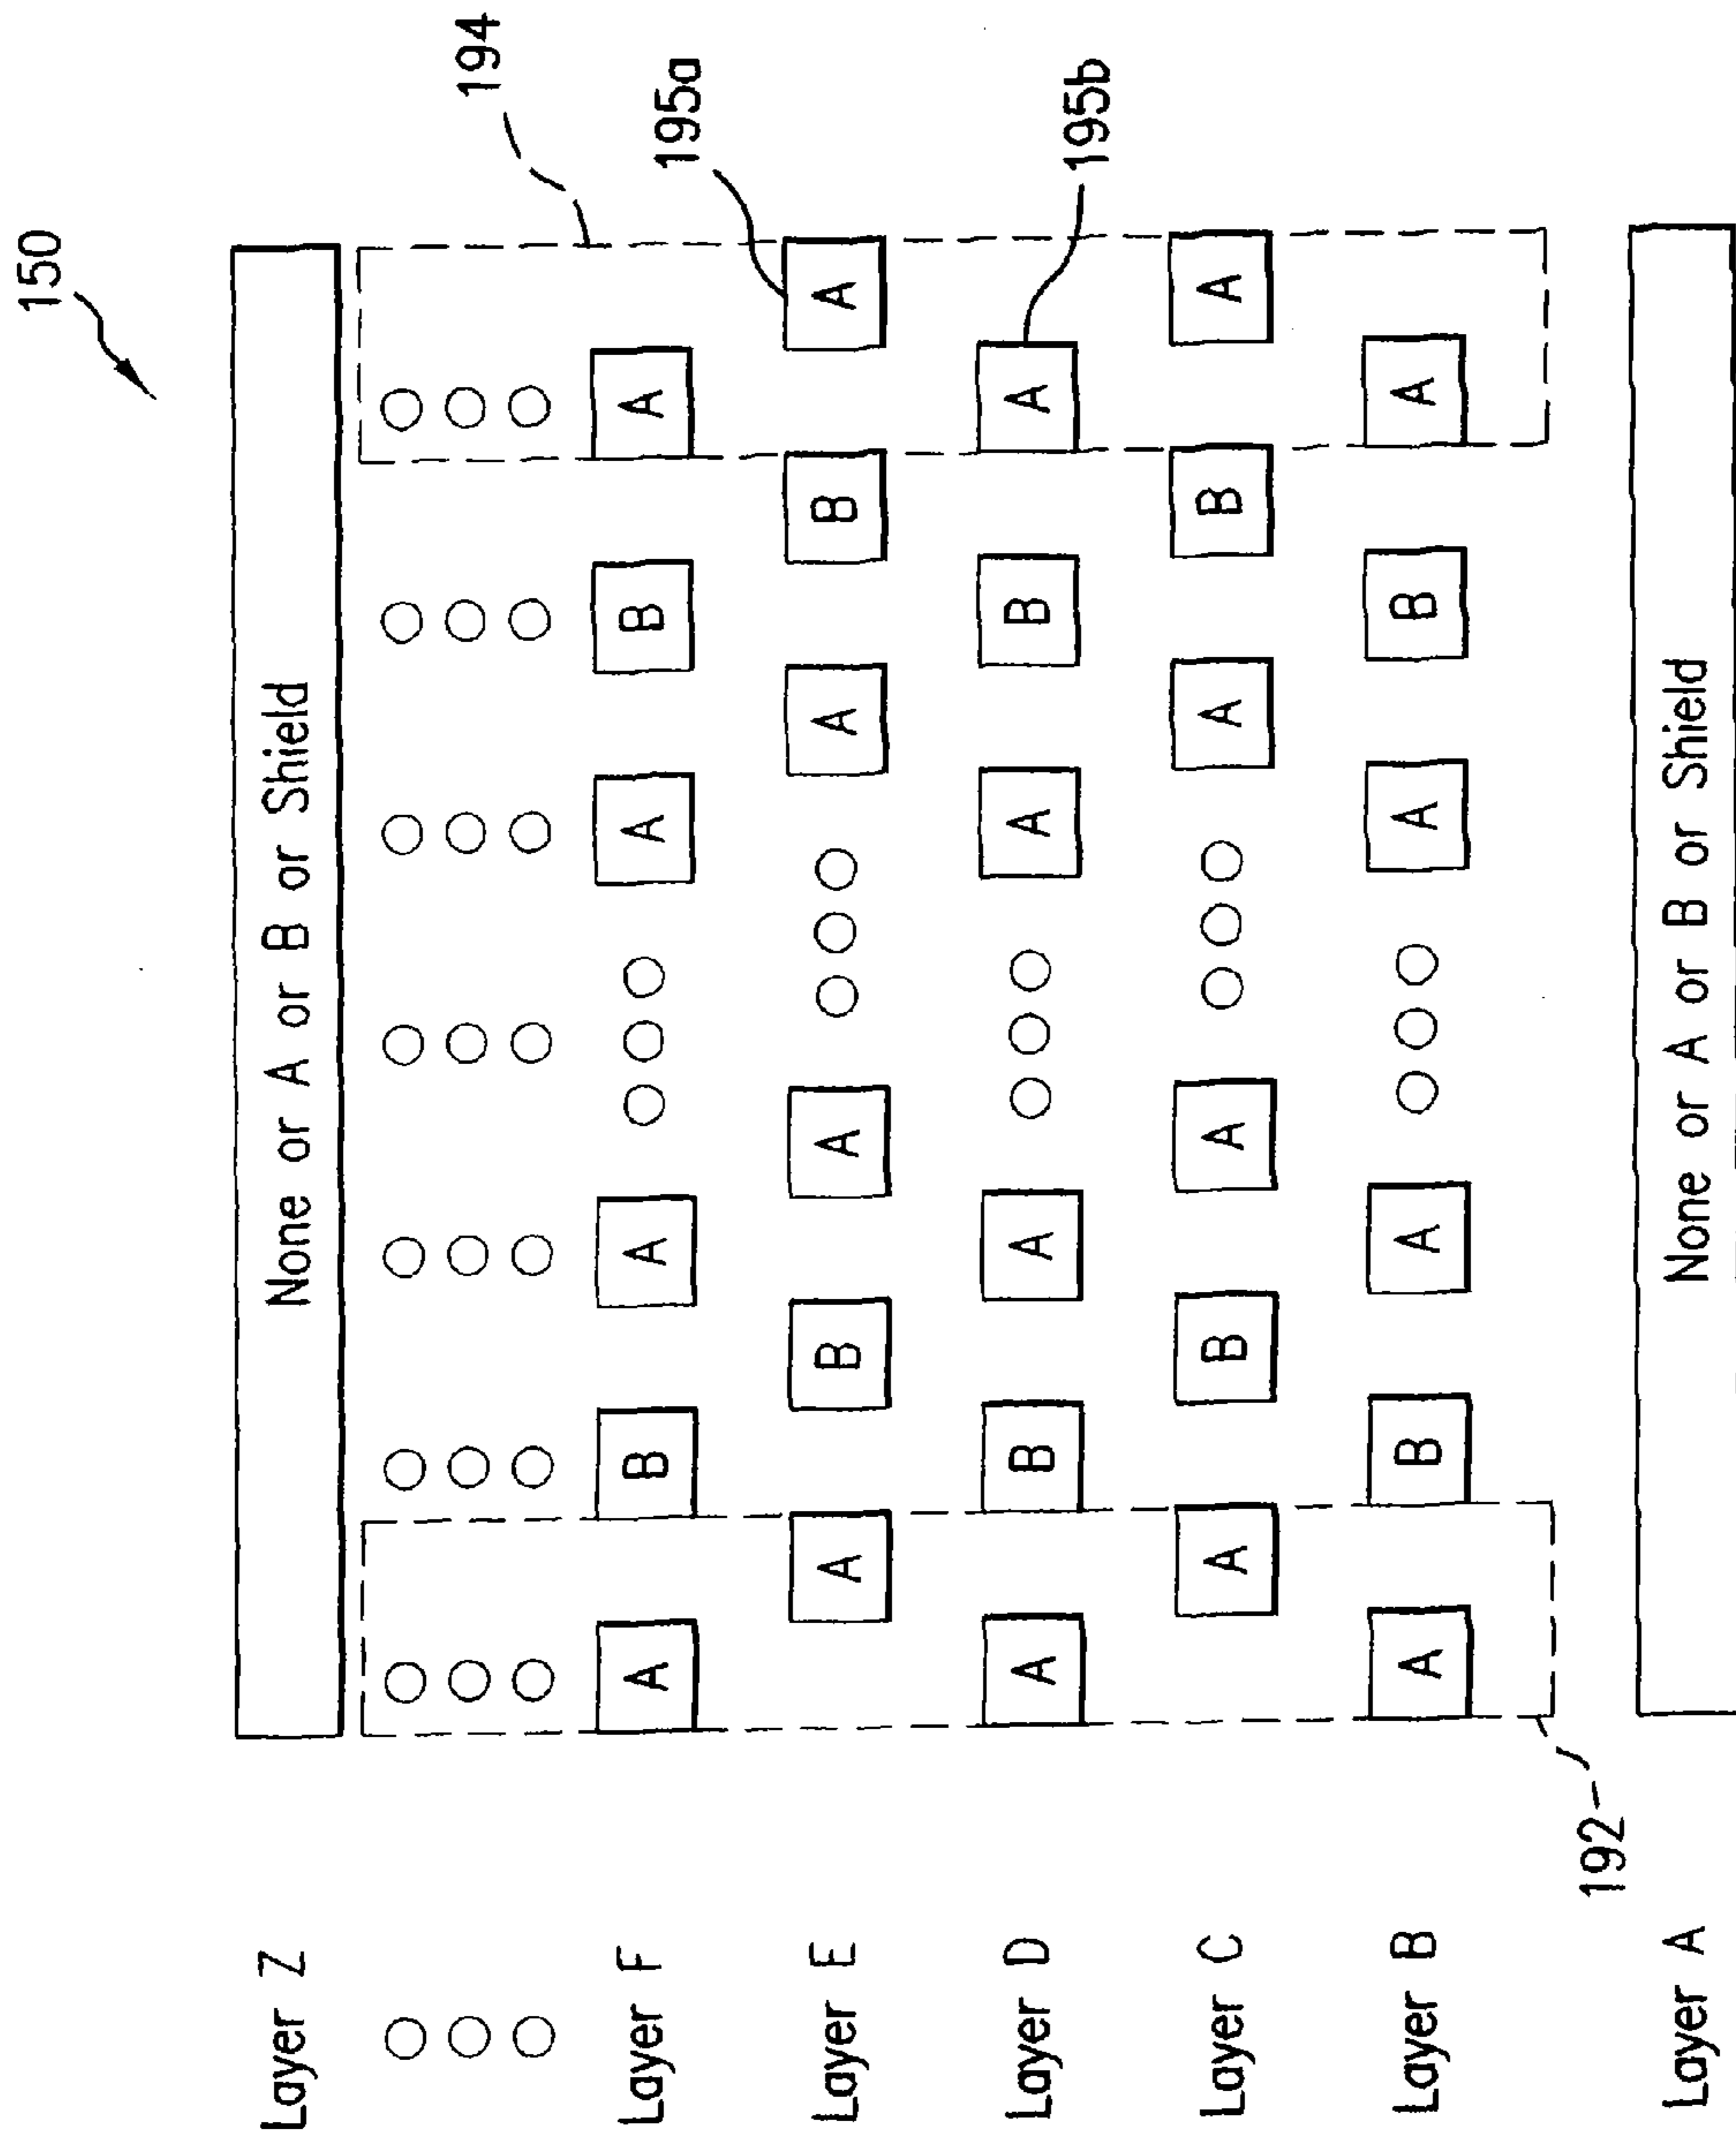 150
Layer Z None or A or B or Shield
194
Layer F A B A A B A
195a
Layer E A B A A B A
Layer D A B A A B A
195b
Layer C A B A A B A
Layer B A B A A B A
192
Layer A None or A or B or Shield